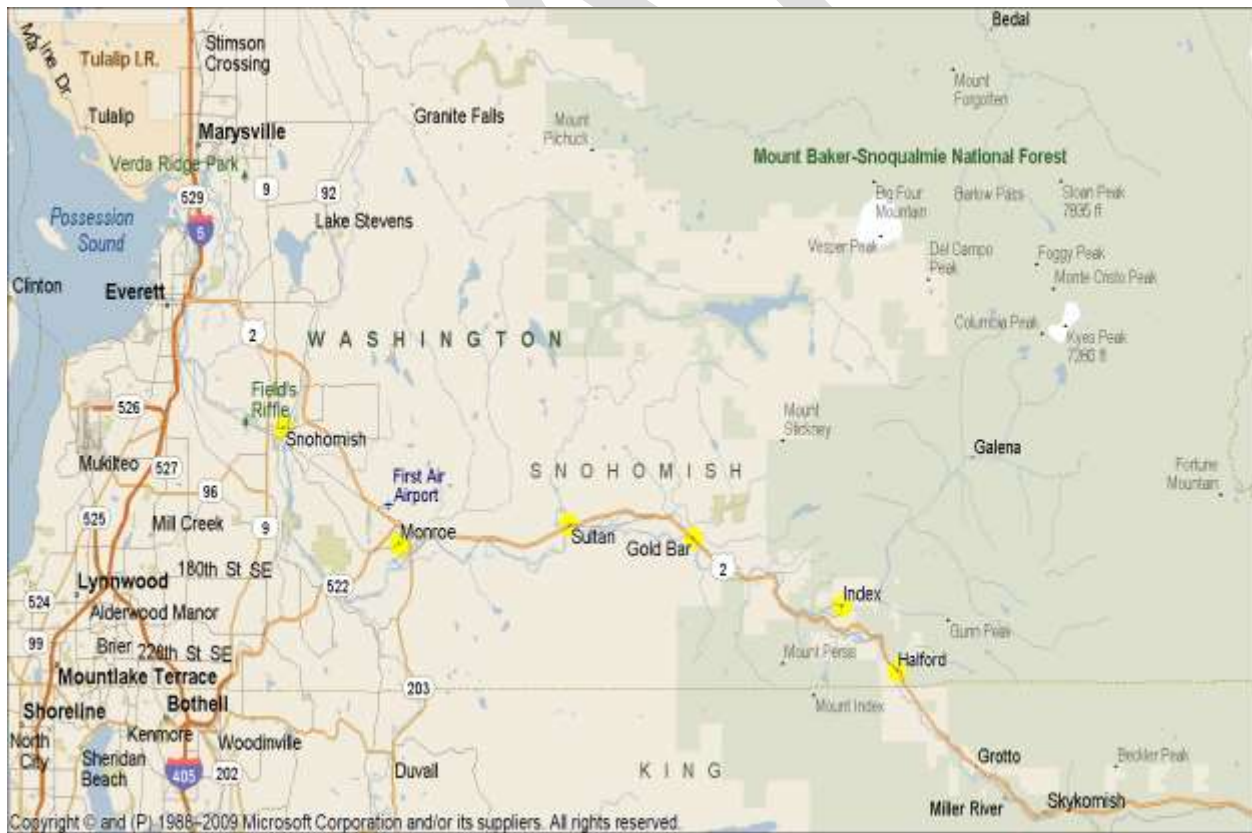 Bedal
Stimson
Crossing
Ma
ine Dr.
Tulalip I.R.
Mount
Forgotten
Tulalip
Granite Falls
Mount
Pilchuck
Marysville
Verda Ridge Park
Mount Baker-Snoqualmie National Forest
529
9
92
Big Four
Mountain
Barlow Pass
Sloan Peak
7835 ft
Possession
Sound
5
Lake Stevens
Vesper Peak
Del Campo
Peak
Foggy Peak
Clinton
Everett
Monte Cristo Peak
2
WASHINGTON
Columbia Peak
Kyes Peak
7280 ft
Field's
Riffle
526
Snohomish
Mount
Stickney
Galena
Mukilteo
527
96
First Air
Airport
SNOHOMISH
Fortune
Mountain
525
Mill Creek
9
Monroe
Sultan
Gold Bar
2
Lynnwood
180th St SE
522
524
Alderwood Manor
Index
99
Brier
228th St SE
Gunn Peak
Mount Persis
Halford
Mountlake Terrace
203
Shoreline
Bothell
Mount Index
North
City
Kenmore
Woodinville
Sheridan
Beach
405
202
Duvall
KING
Grotto
Beckler Peak
Miller River
Skykomish
Copyright © and (P) 1988–2009 Microsoft Corporation and/or its suppliers. All rights reserved.